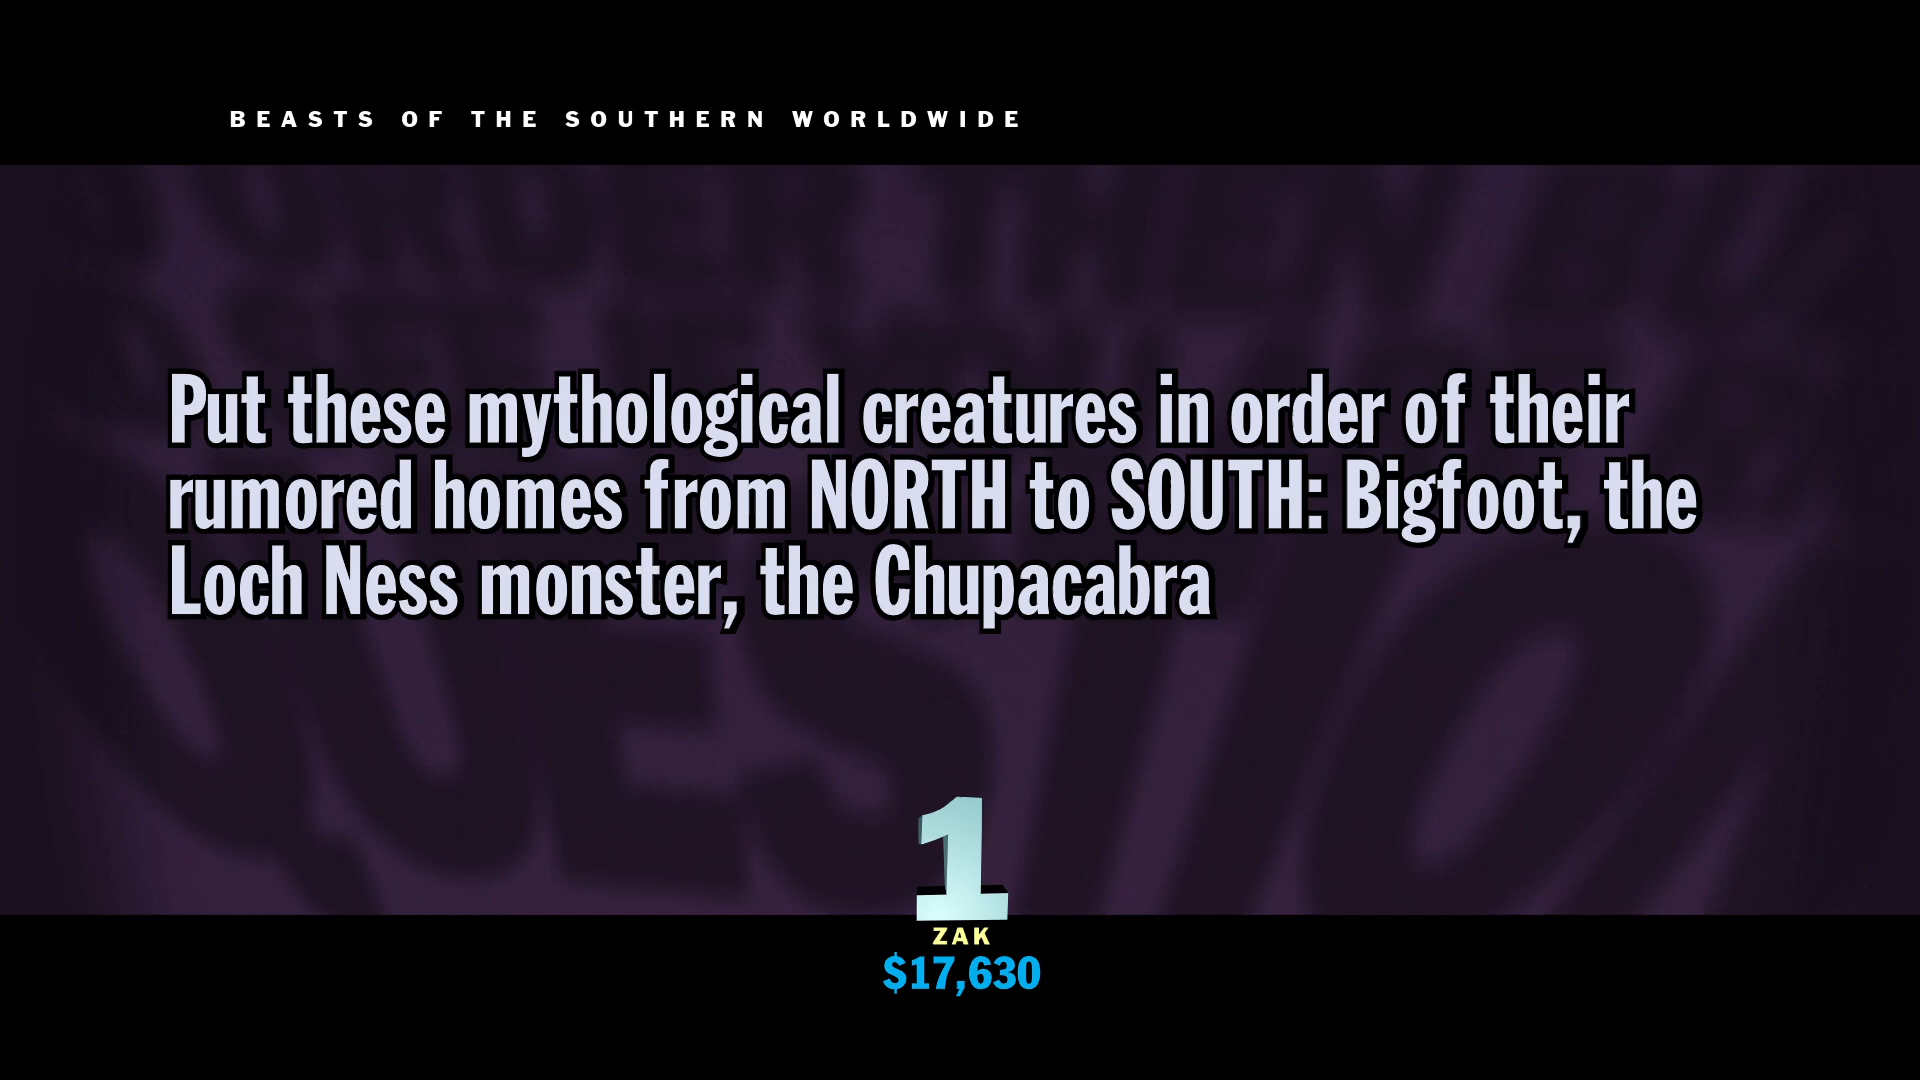 BEASTS OF THE SOUTHERN WORLDWIDE
Put these mythological creatures in order of their
rumored homes from NORTH to SOUTH: Bigfoot, the
Loch Ness monster, the Chupacabra
1
ZAK
$17,630